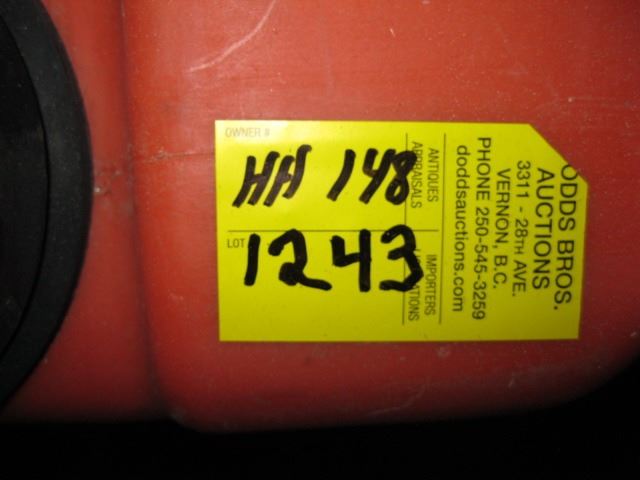 OWNER #
HH 148
LOT
1243
ANTIQUES
APPRAISALS
IMPORTERS
ODDS BROS.
AUCTIONS
3311 - 28TH AVE.
VERNON, B.C.
PHONE 250-545-3259
doddsauctions.com